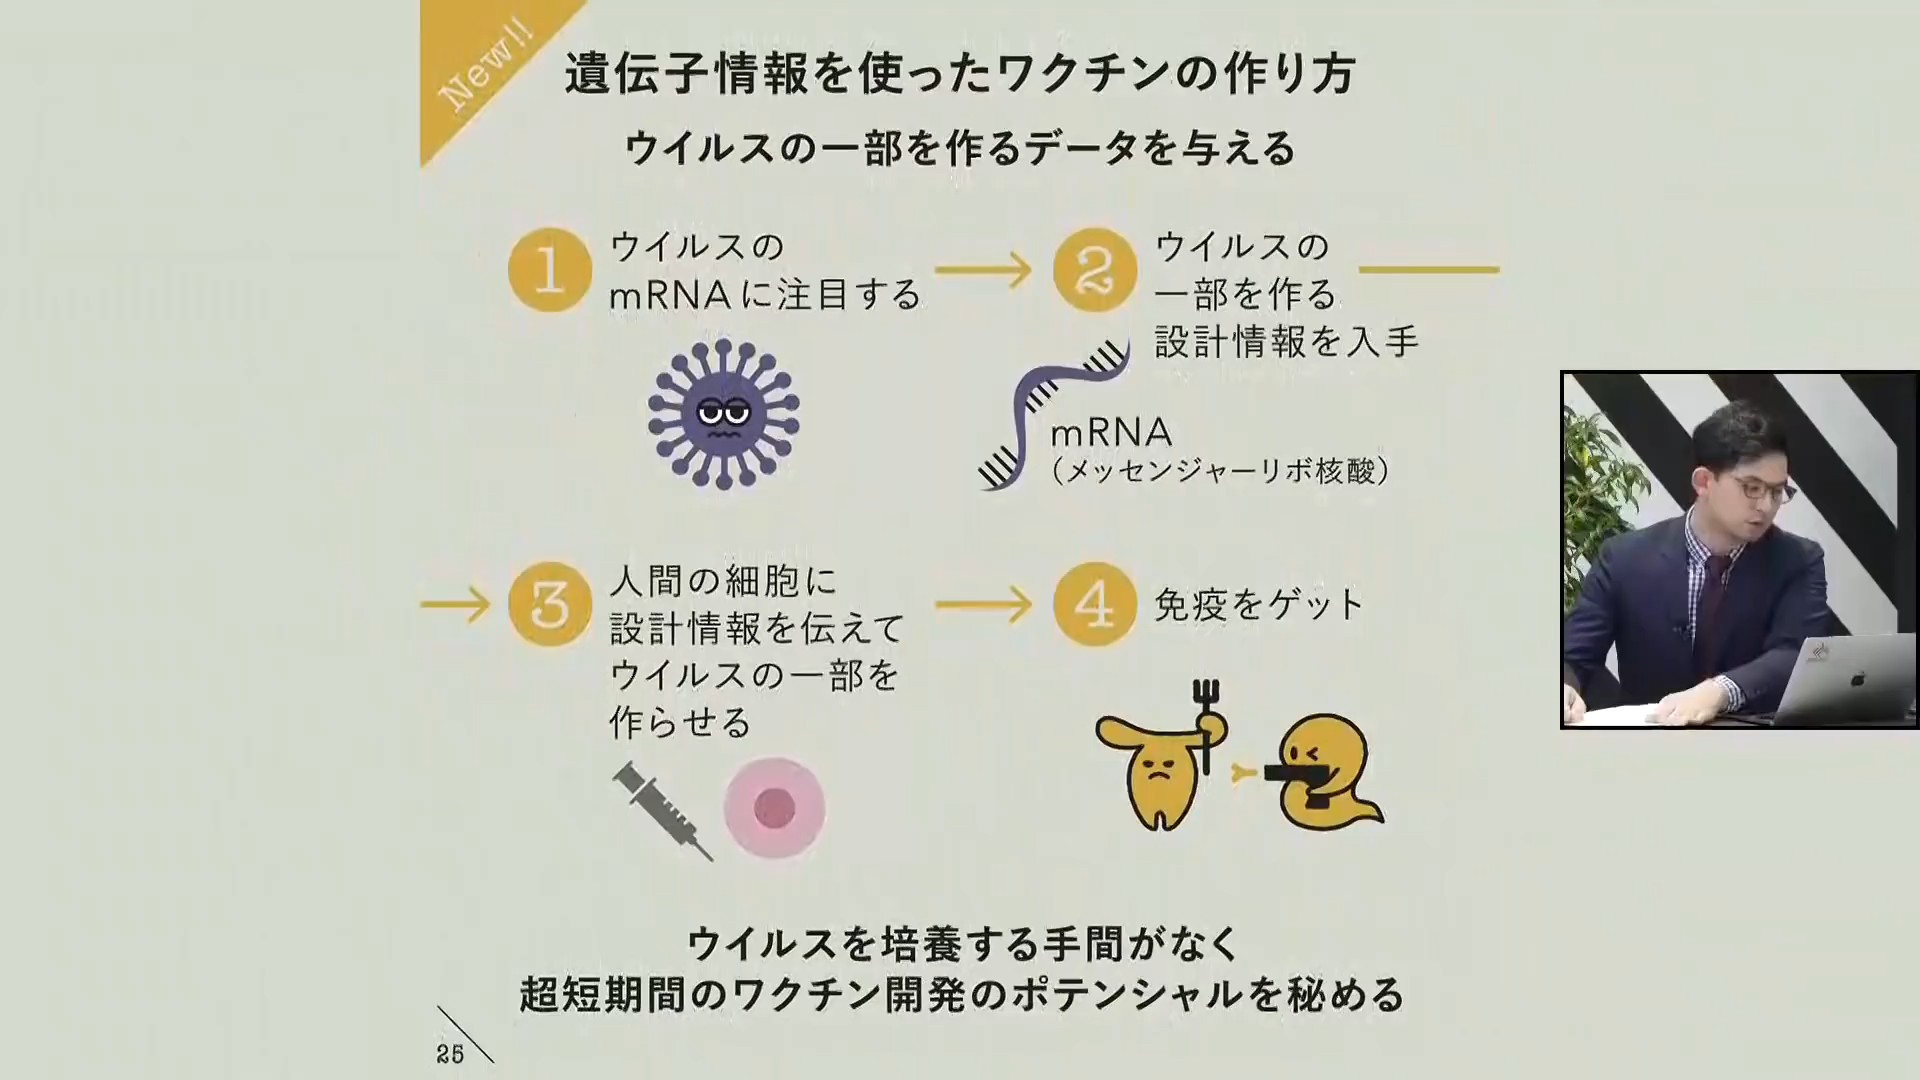 New!!
遺伝子情報を使ったワクチンの作り方
ウイルスの一部を作るデータを与える
1
ウイルスの
mRNAに注目する
2
ウイルスの
一部を作る
設計情報を入手
mRNA
（メッセンジャーリボ核酸）
3
人間の細胞に
設計情報を伝えて
ウイルスの一部を
作らせる
4
免疫をゲット
ウイルスを培養する手間がなく
超短期間のワクチン開発のポテンシャルを秘める
25